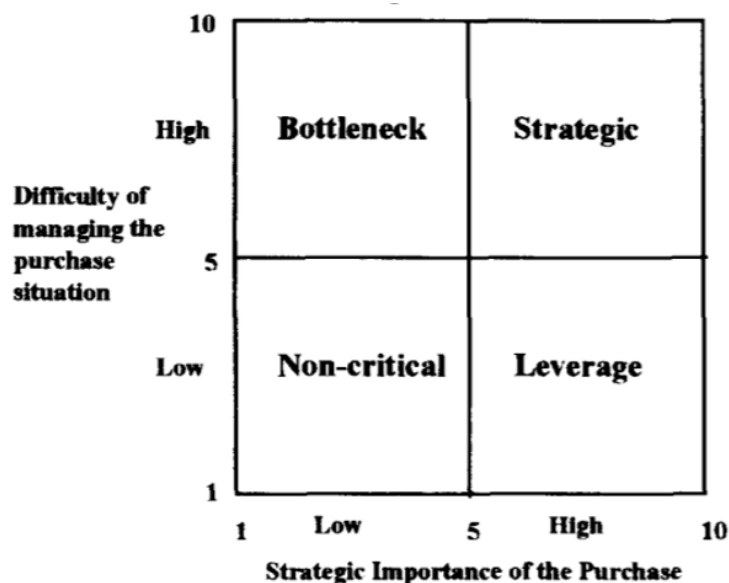 10
High
Bottleneck
Strategic
Difficulty of
managing the
purchase
situation
5
Low
Non-critical
Leverage
1
1
Low
5
High
10
Strategic Importance of the Purchase